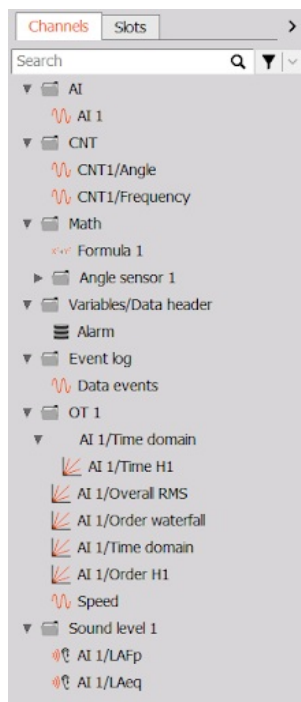 Channels Slots
Search
AI
AI 1
CNT
CNT1/Angle
CNT1/Frequency
Math
Formula 1
Angle sensor 1
Variables/Data header
Alarm
Event log
Data events
OT 1
AI 1/Time domain
AI 1/Time H1
AI 1/Overall RMS
AI 1/Order waterfall
AI 1/Time domain
AI 1/Order H1
Speed
Sound level 1
AI 1/LAFp
AI 1/LAeq